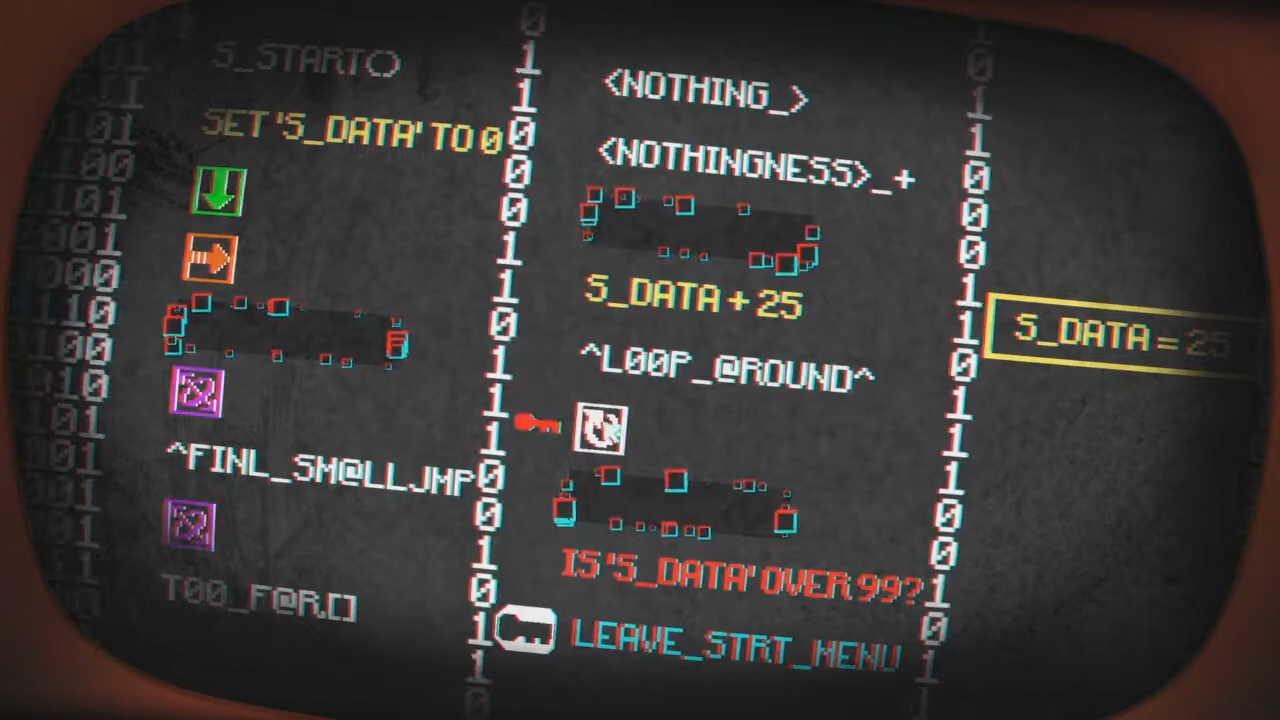 S_START()
SET 'S_DATA' TO 0
^FINL_SM@LLJMP
T00_F@R[]
<NOTHING_>
<NOTHINGNESS>_+
S_DATA + 25
^L00P_@ROUND^
IS 'S_DATA' OVER 99?
LEAVE_STRT_MENU
S_DATA = 25